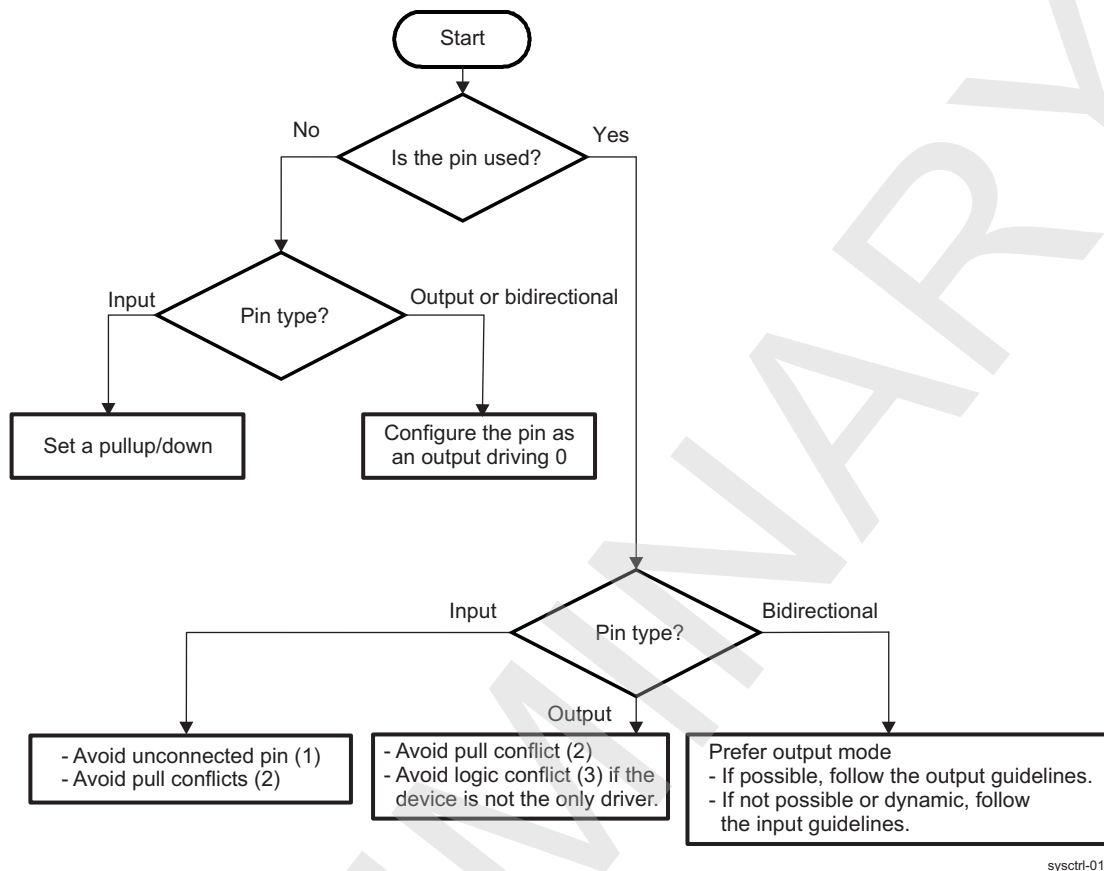 Start
No
Yes
Is the pin used?
Input
Output or bidirectional
Pin type?
Set a pullup/down
Configure the pin as
an output driving 0
Input
Bidirectional
Pin type?
Output
- Avoid unconnected pin (1)
- Avoid pull conflicts (2)
- Avoid pull conflict (2)
- Avoid logic conflict (3) if the
device is not the only driver.
Prefer output mode
- If possible, follow the output guidelines.
- If not possible or dynamic, follow
the input guidelines.
sysctrl-01
MINARY